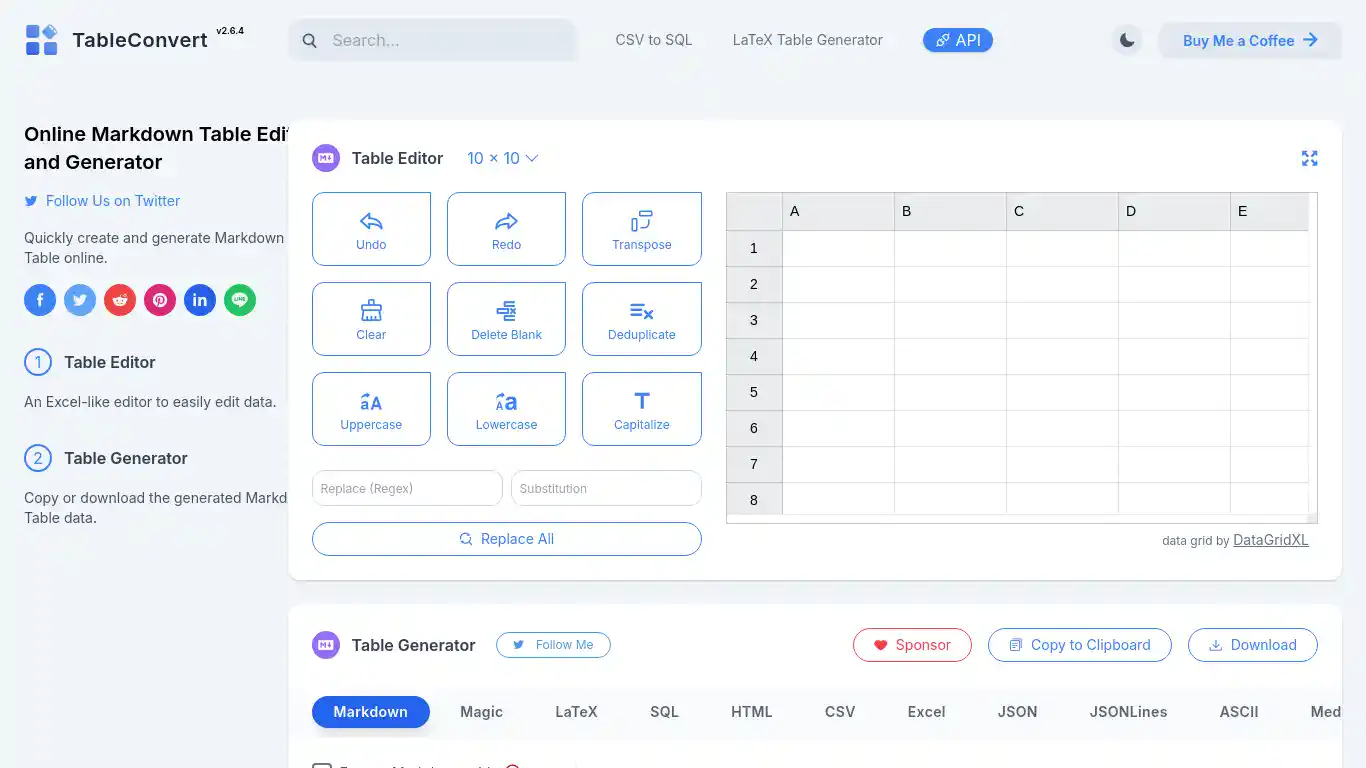 TableConvert v2.6.4
Search...
CSV to SQL
LaTeX Table Generator
API
Buy Me a Coffee
Online Markdown Table Edi
and Generator
Follow Us on Twitter
Quickly create and generate Markdown
Table online.
1 Table Editor
An Excel-like editor to easily edit data.
2 Table Generator
Copy or download the generated Markd
Table data.
Table Editor 10 × 10
Undo Redo Transpose
Clear Delete Blank Deduplicate
aA Aa T
Uppercase Lowercase Capitalize
Replace (Regex) Substitution
Replace All
A B C D E
1
2
3
4
5
6
7
8
data grid by DataGridXL
Table Generator Follow Me Sponsor Copy to Clipboard Download
Markdown Magic LaTeX SQL HTML CSV Excel JSON JSONLines ASCII Med